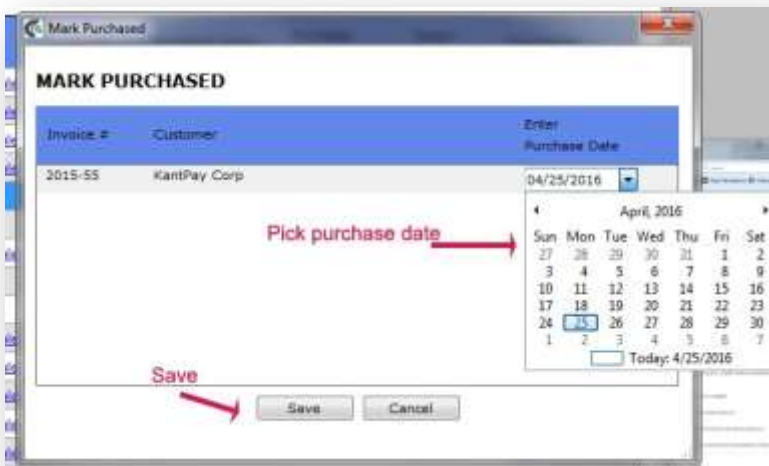 Mark Purchased
MARK PURCHASED
Invoice # Customer Enter
Purchase Date
2015-55 KantPay Corp 04/25/2016
April, 2016
Pick purchase date
Sun Mon Tue Wed Thu Fri Sat
27 28 29 30 31 1 2
3 4 5 6 7 8 9
10 11 12 13 14 15 16
17 18 19 20 21 22 23
24 25 26 27 28 29 30
1 2 3 4 5 6 7
Today: 4/25/2016
Save
Save Cancel